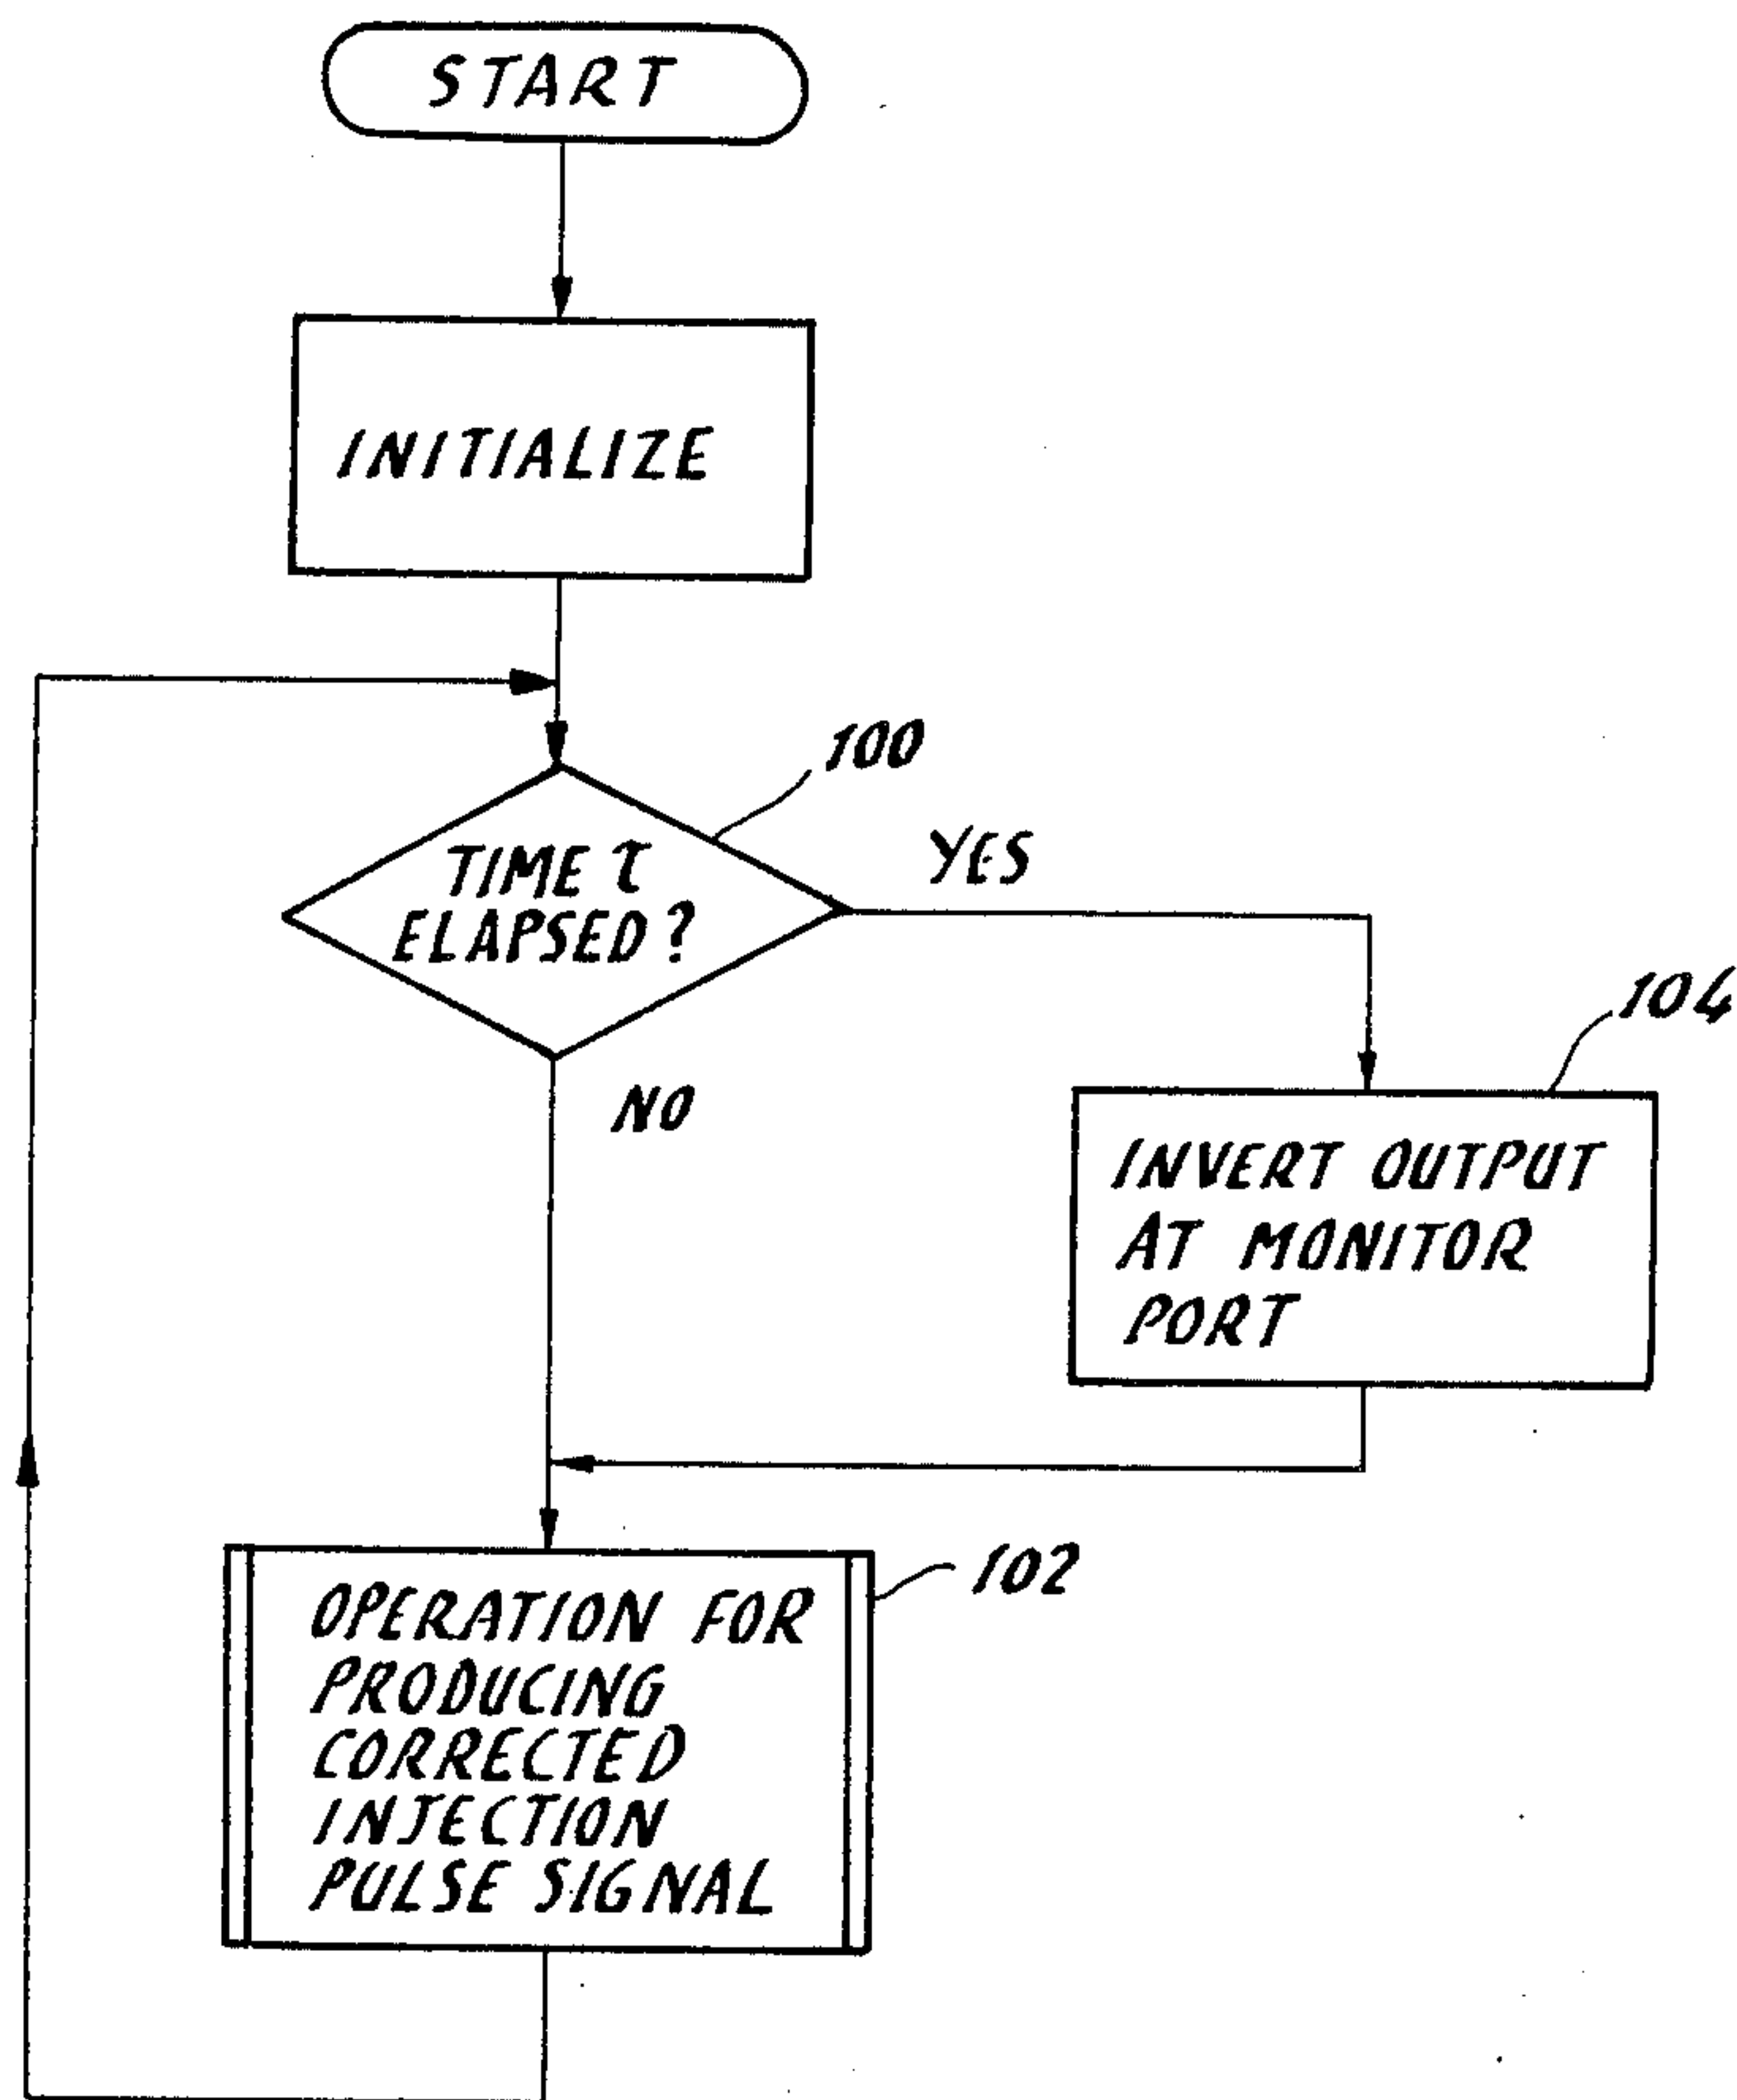 START
INITIALIZE
100
TIME τ
ELAPSED?
YES
NO
104
INVERT OUTPUT
AT MONITOR
PORT
102
OPERATION FOR
PRODUCING
CORRECTED
INJECTION
PULSE SIGNAL